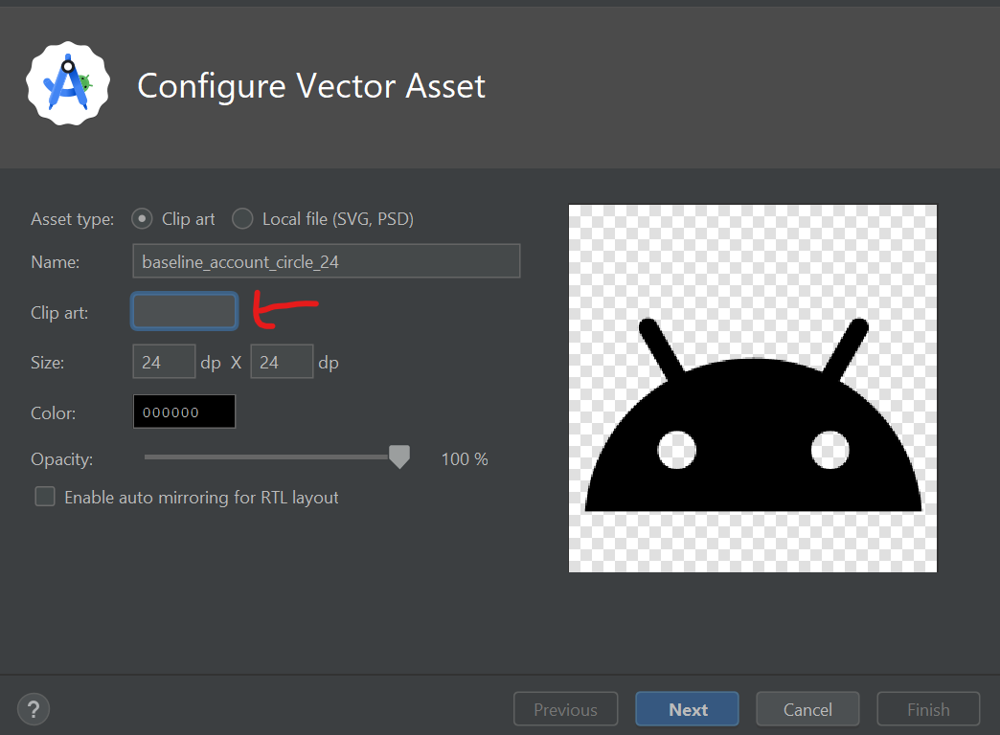 Configure Vector Asset
Asset type: Clip art Local file (SVG, PSD)
Name: baseline_account_circle_24
Clip art:
Size: 24 dp X 24 dp
Color: 000000
Opacity: 100 %
Enable auto mirroring for RTL layout
? Previous Next Cancel Finish